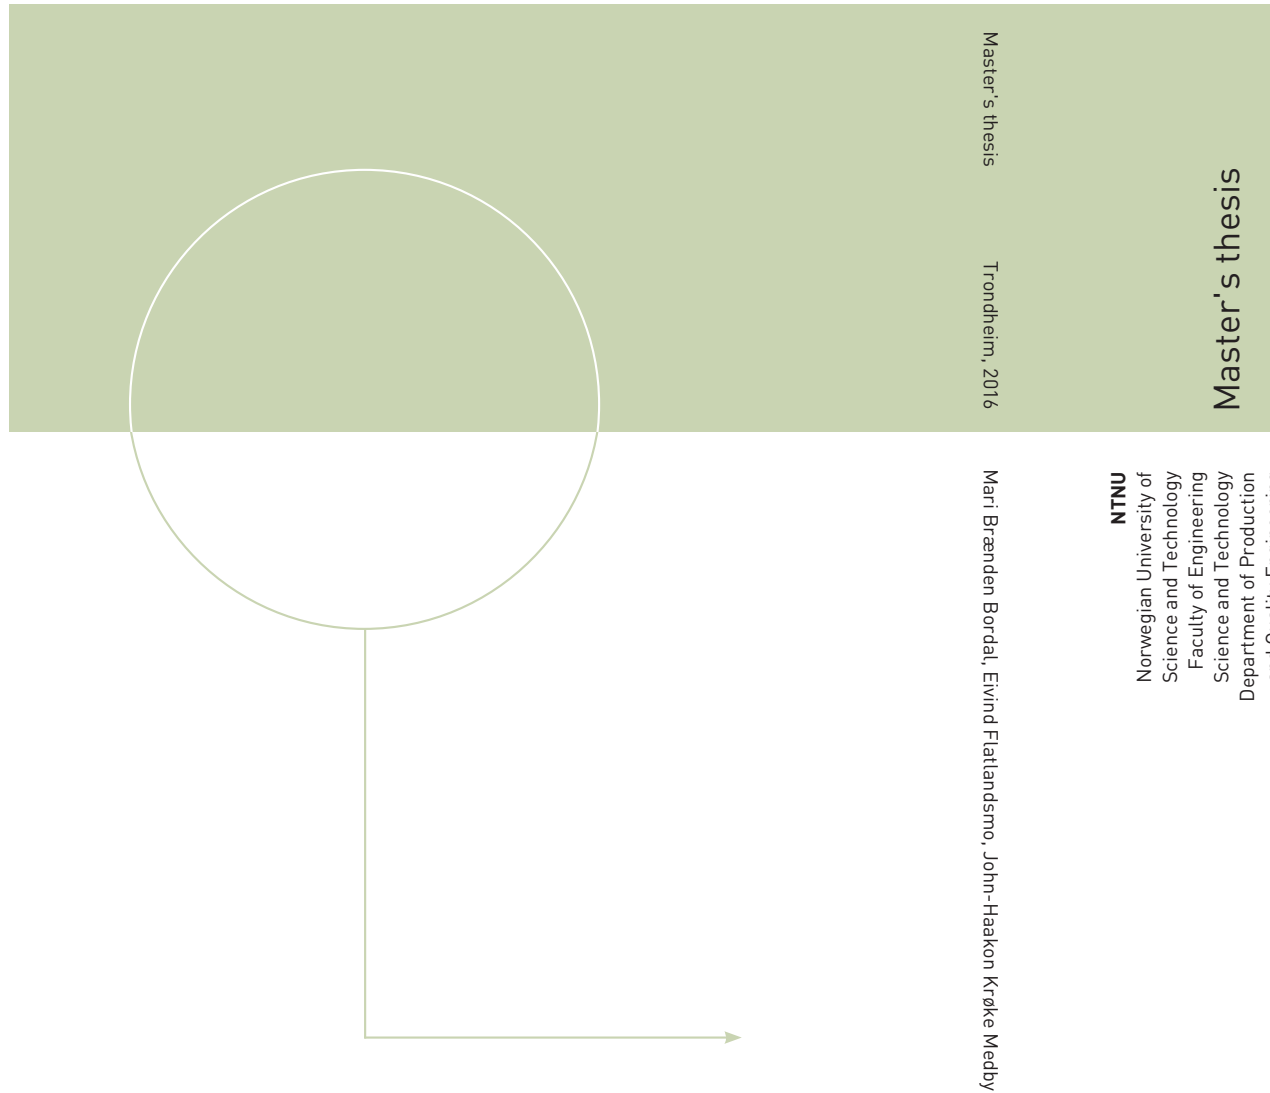 Master's thesis
Trondheim, 2016
Mari Brænden Bordal, Eivind Flatlandsmo, John-Haakon Krøke Medby
Master's thesis
NTNU
Norwegian University of
Science and Technology
Faculty of Engineering
Science and Technology
Department of Production